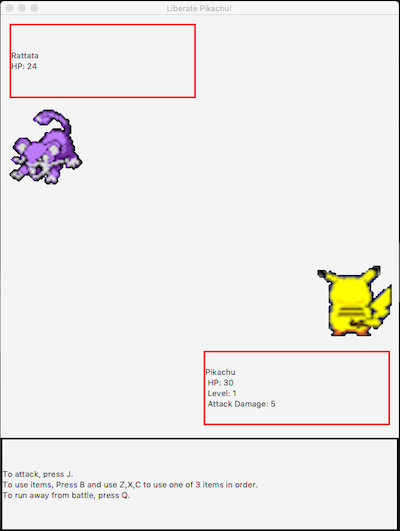 Liberate Pikachu!
Rattata
HP: 24
Pikachu
HP: 30
Level: 1
Attack Damage: 5
To attack, press J.
To use items, Press B and use Z,X,C to use one of 3 items in order.
To run away from battle, press Q.